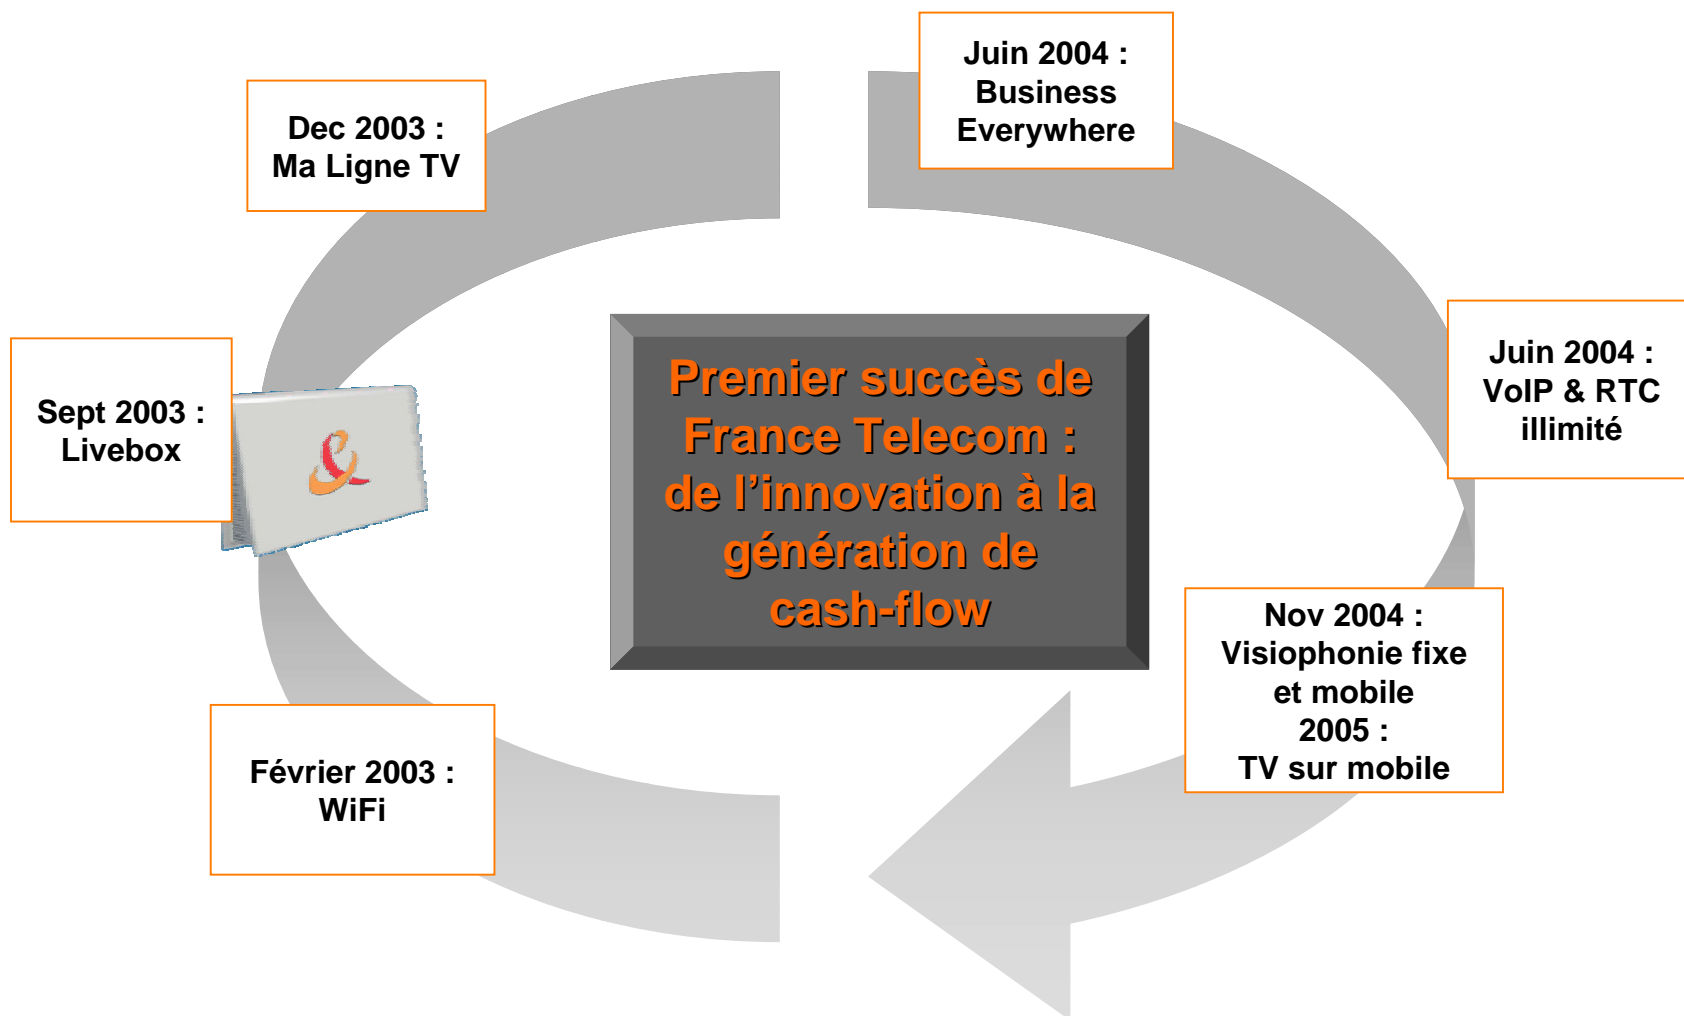 Juin 2004 :
Business
Everywhere
Dec 2003 :
Ma Ligne TV
Juin 2004 :
VoIP & RTC
illimité
Sept 2003 :
Livebox
Premier succès de
France Telecom :
de l’innovation à la
génération de
cash-flow
Nov 2004 :
Visiophonie fixe
et mobile
2005 :
TV sur mobile
Février 2003 :
WiFi